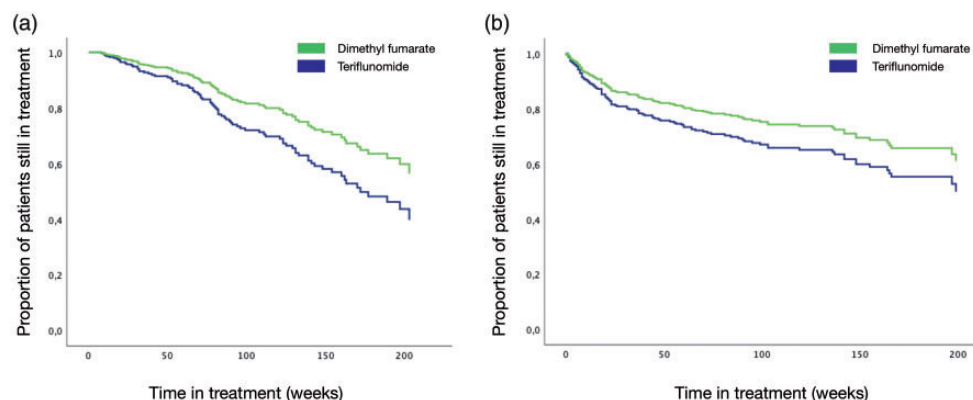 (a)
Proportion of patients still in treatment
1,0
0,8
0,6
0,4
0,2
0,0
0 50 100 150 200
Time in treatment (weeks)
Dimethyl fumarate
Teriflunomide
(b)
Proportion of patients still in treatment
1,0
0,8
0,6
0,4
0,2
0,0
0 50 100 150 200
Time in treatment (weeks)
Dimethyl fumarate
Teriflunomide